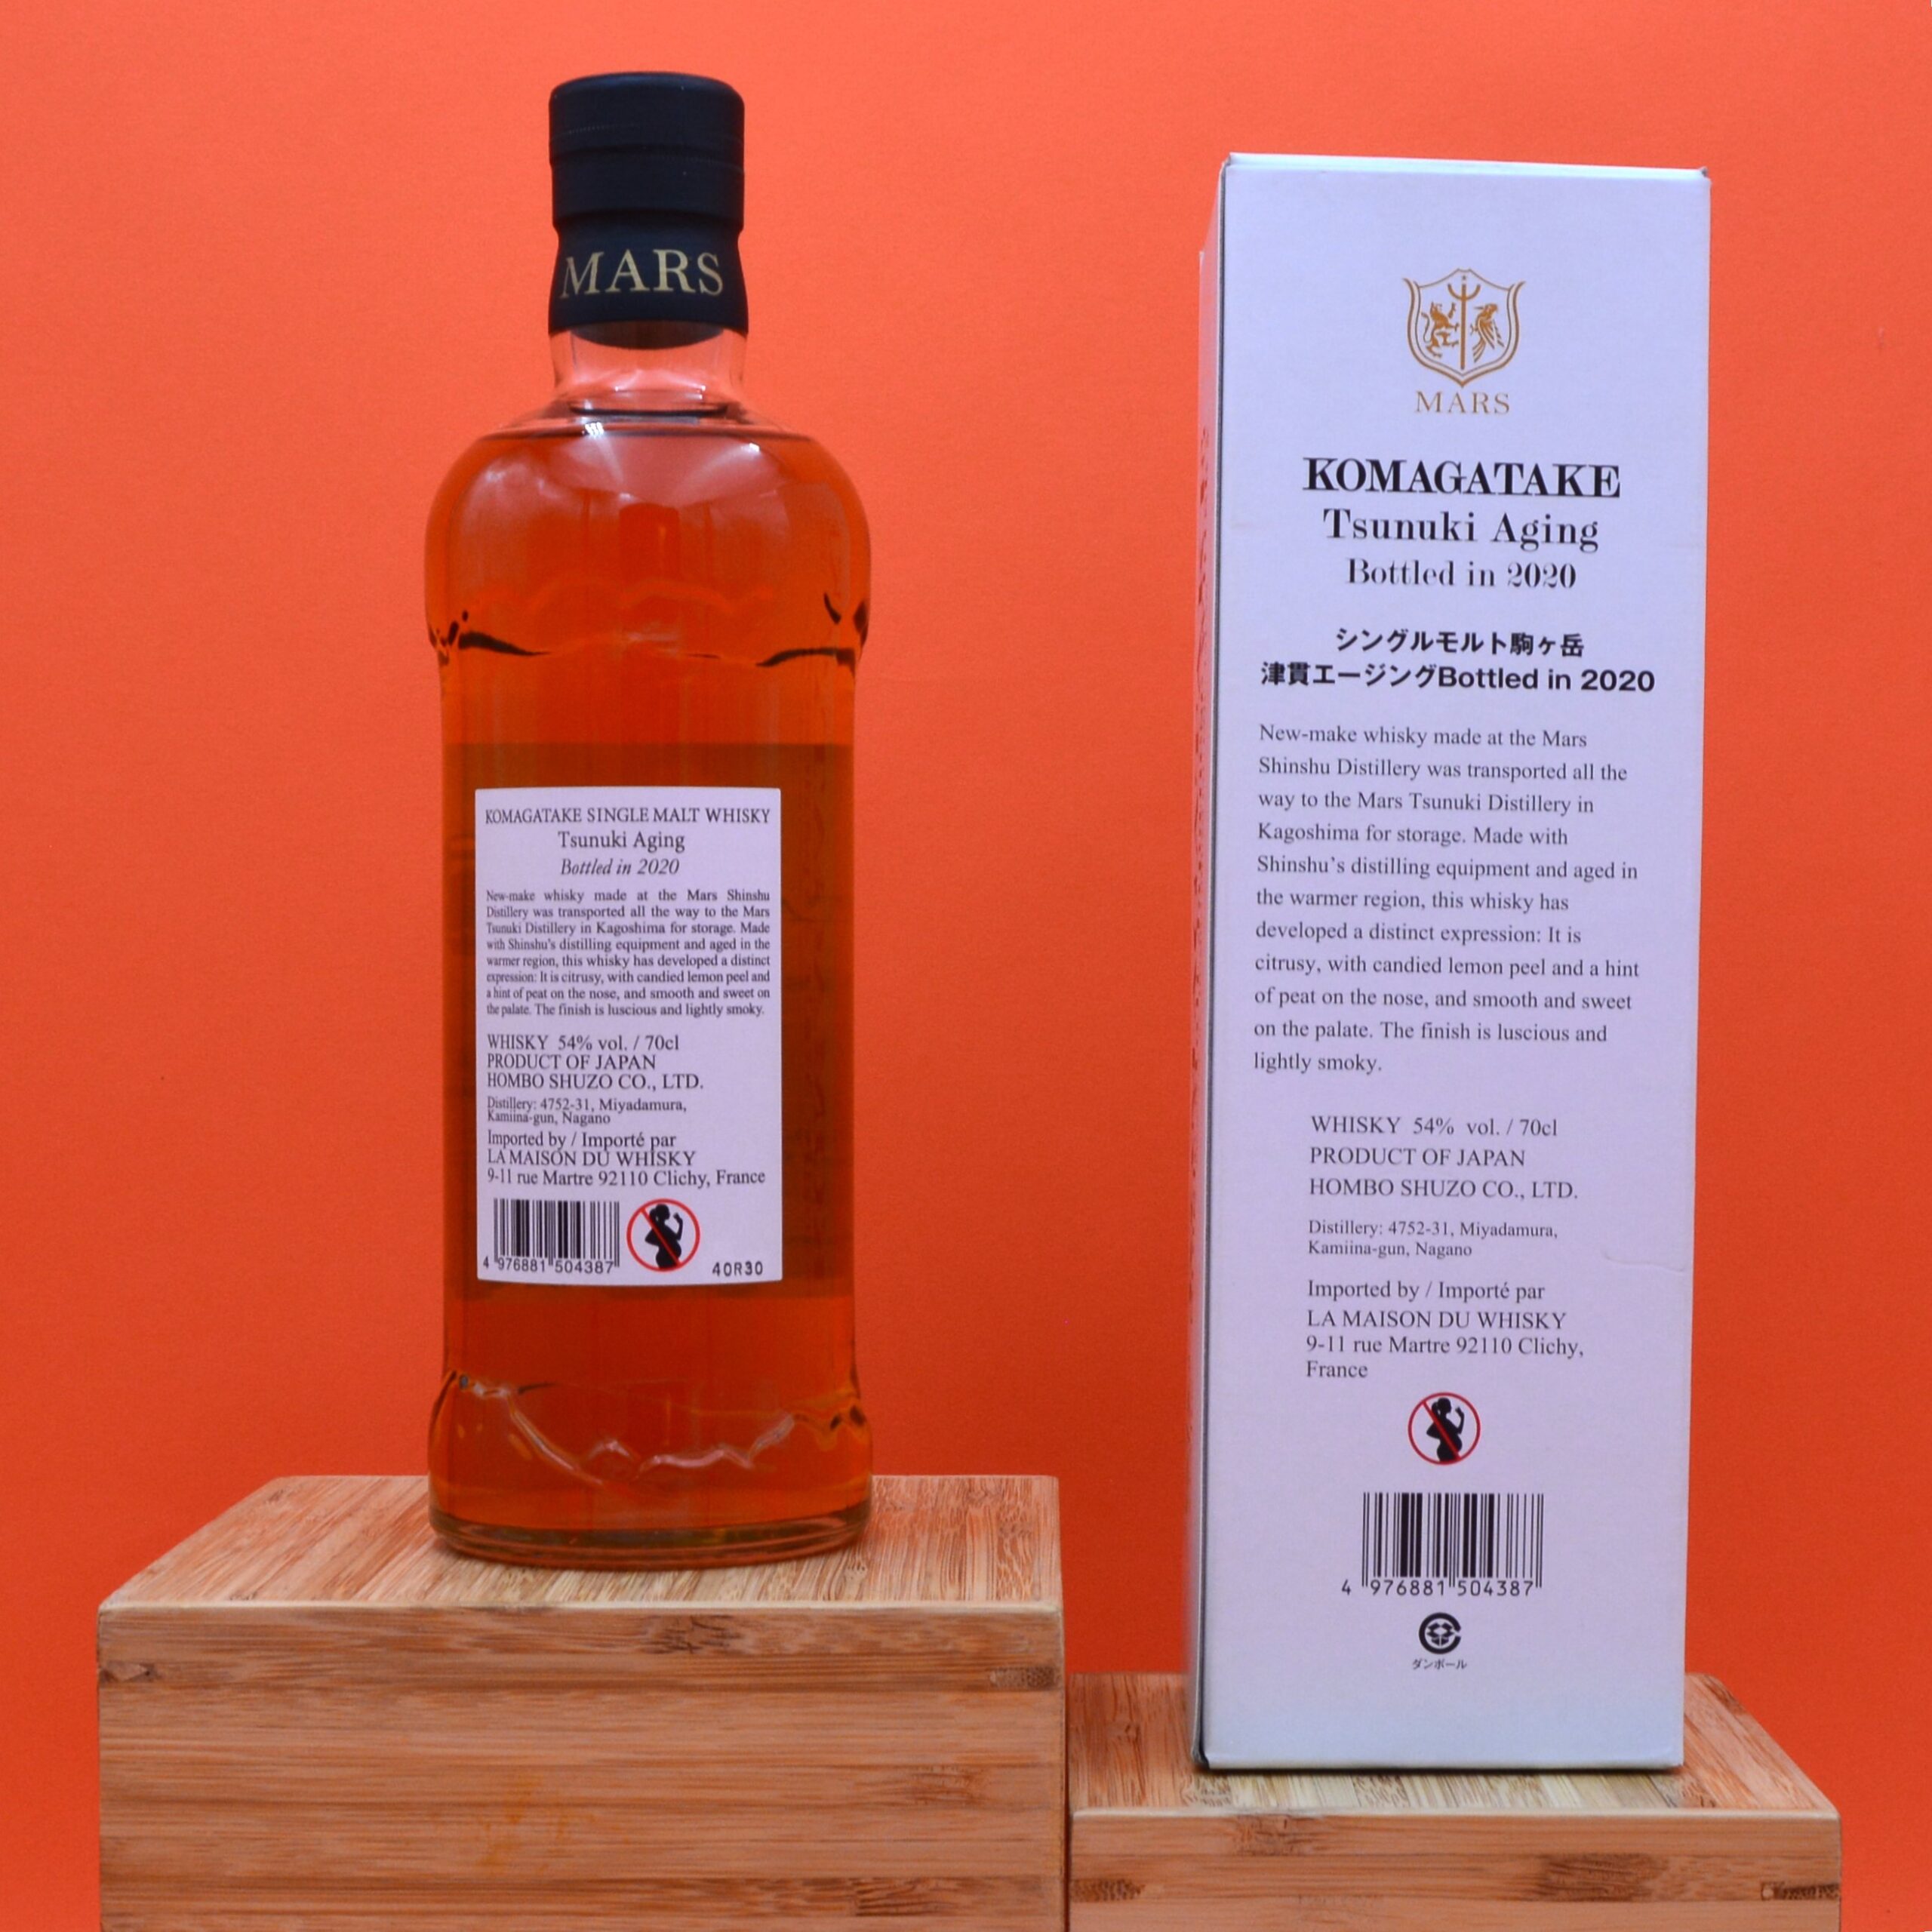 MARS
KOMAGATAKE SINGLE MALT WHISKY
Tsunuki Aging
Bottled in 2020
New-make whisky made at the Mars Shinshu
Distillery was transported all the way to the Mars
Tsunuki Distillery in Kagoshima for storage. Made
with Shinshu's distilling equipment and aged in the
warmer region, this whisky has developed a distinct
expression: It is citrusy, with candied lemon peel and
a hint of peat on the nose, and smooth and sweet on
the palate. The finish is luscious and lightly smoky.
WHISKY 54% vol. / 70cl
PRODUCT OF JAPAN
HOMBO SHUZO CO., LTD.
Distillery: 4752-31, Miyadamura,
Kamiina-gun, Nagano
Imported by / Importé par
LA MAISON DU WHISKY
9-11 rue Martre 92110 Clichy, France
4 976881 504387
40R30
MARS
KOMAGATAKE
Tsunuki Aging
Bottled in 2020
シングルモルト駒ヶ岳
津貫エージングBottled in 2020
New-make whisky made at the Mars
Shinshu Distillery was transported all the
way to the Mars Tsunuki Distillery in
Kagoshima for storage. Made with
Shinshu's distilling equipment and aged in
the warmer region, this whisky has
developed a distinct expression: It is
citrusy, with candied lemon peel and a hint
of peat on the nose, and smooth and sweet
on the palate. The finish is luscious and
lightly smoky.
WHISKY 54% vol. / 70cl
PRODUCT OF JAPAN
HOMBO SHUZO CO., LTD.
Distillery: 4752-31, Miyadamura,
Kamiina-gun, Nagano
Imported by / Importé par
LA MAISON DU WHISKY
9-11 rue Martre 92110 Clichy,
France
4 976881 504387
ダンボール